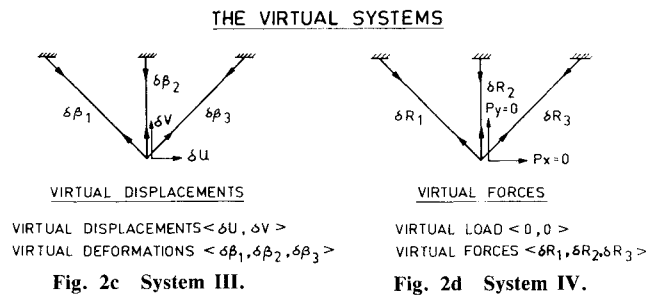 THE VIRTUAL SYSTEMS
δβ₁
δβ₂
δβ₃
δV
δU
VIRTUAL DISPLACEMENTS
VIRTUAL DISPLACEMENTS < δU, δV >
VIRTUAL DEFORMATIONS < δβ₁, δβ₂, δβ₃ >
Fig. 2c System III.
δR₁
δR₂
Py=0
δR₃
Px=0
VIRTUAL FORCES
VIRTUAL LOAD < 0,0 >
VIRTUAL FORCES < δR₁, δR₂, δR₃ >
Fig. 2d System IV.